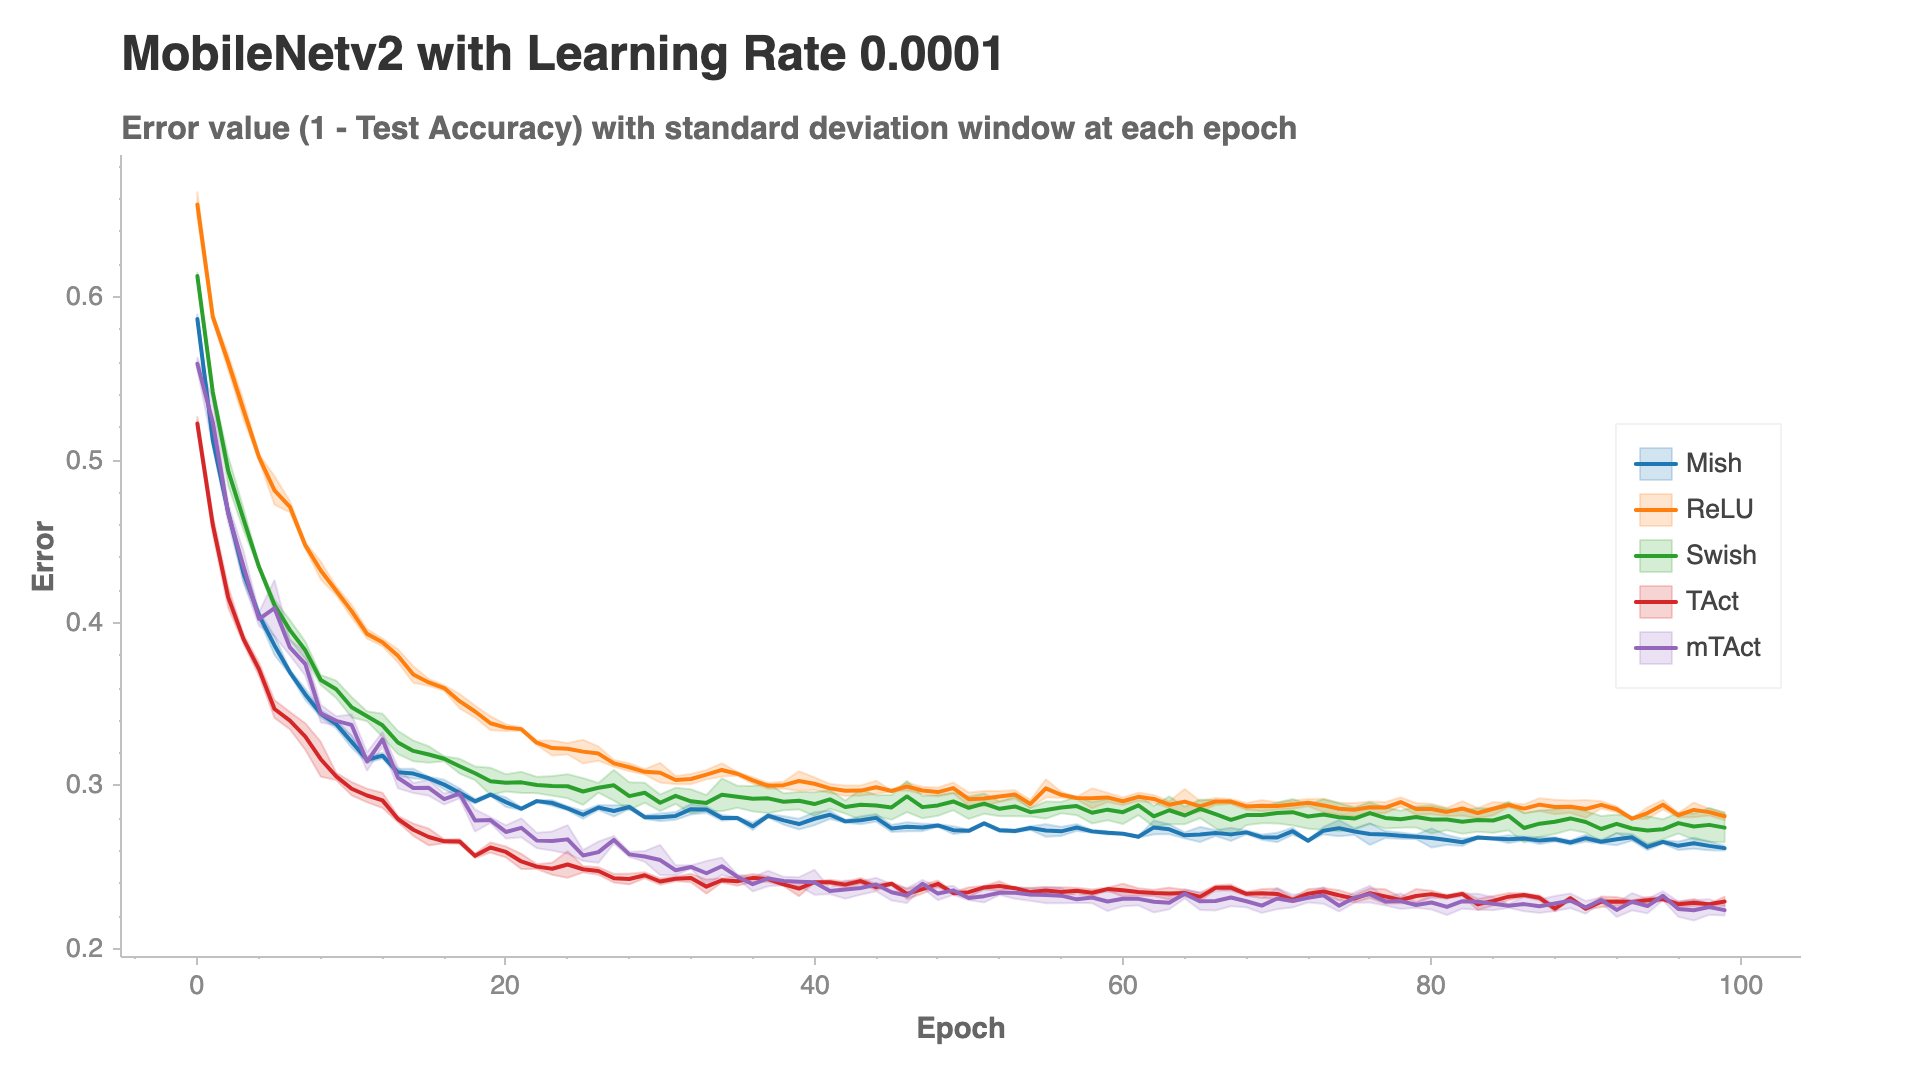 MobileNetv2 with Learning Rate 0.0001
Error value (1 - Test Accuracy) with standard deviation window at each epoch
0.6
0.5
0.4
0.3
0.2
Error
Mish
ReLU
Swish
TAct
mTAct
0 20 40 60 80 100
Epoch